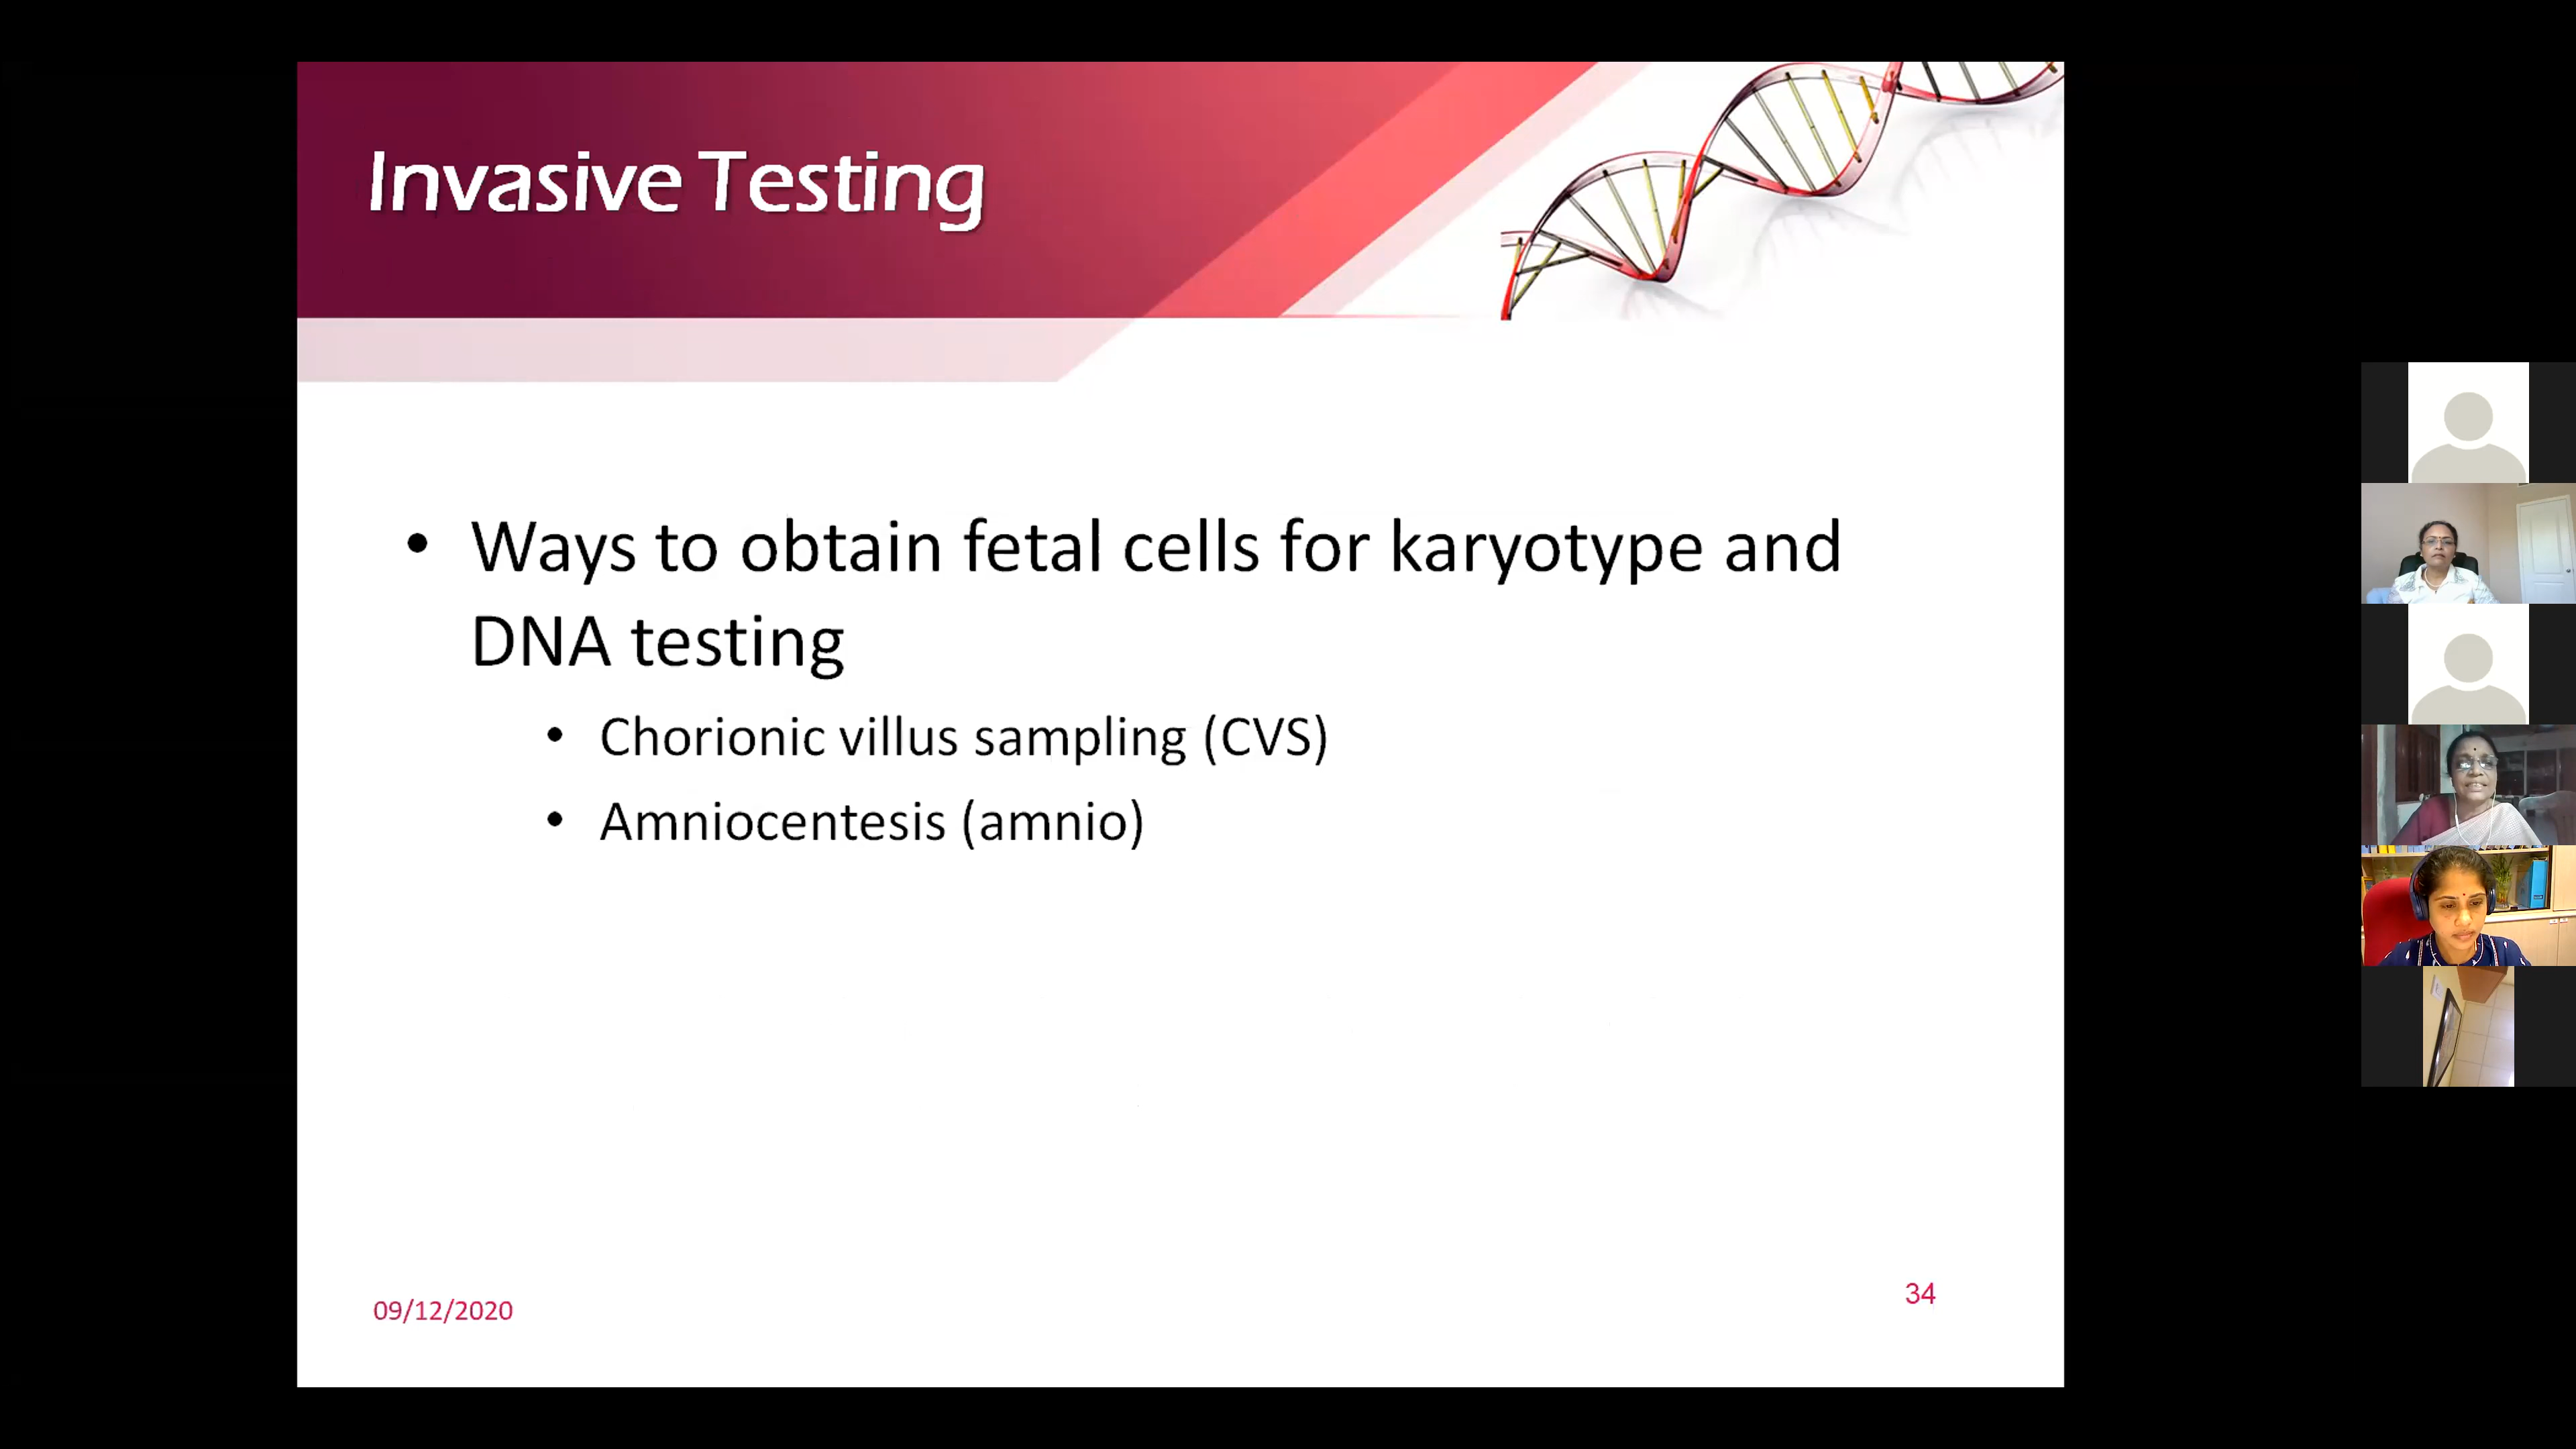 Invasive Testing
• Ways to obtain fetal cells for karyotype and
DNA testing
• Chorionic villus sampling (CVS)
• Amniocentesis (amnio)
09/12/2020
34